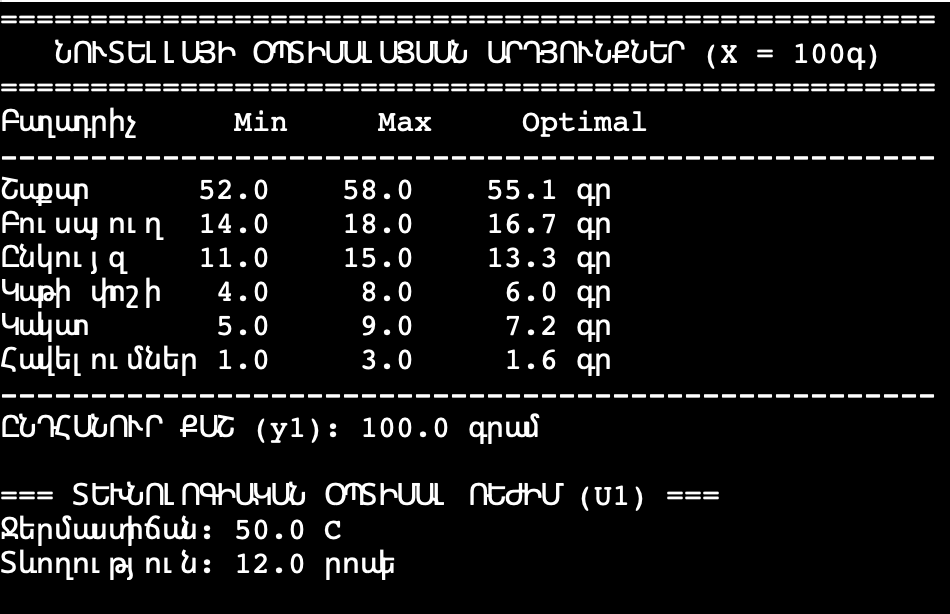 ====================================================
ՆՈՒՏԵԼԼԱՅԻ ՕՊՏԻՄԱԼԱՑՄԱՆ ԱՐԴՅՈՒՆՔՆԵՐ (X = 100գ)
====================================================
Բաղադրիչ Min Max Optimal
----------------------------------------------------
Շաքար 52.0 58.0 55.1 գր
Բուսայուղ 14.0 18.0 16.7 գր
Ընկույզ 11.0 15.0 13.3 գր
Կաթի փոշի 4.0 8.0 6.0 գր
Կակաո 5.0 9.0 7.2 գր
Հավելումներ 1.0 3.0 1.6 գր
----------------------------------------------------
ԸՆԴՀԱՆՈՒՐ ՔԱՇ (y1): 100.0 գրամ
=== ՏԵԽՆՈԼՈԳԻԱԿԱՆ ՕՊՏԻՄԱԼ ՌԵԺԻՄ (U1) ===
Ջերմաստիճան: 50.0 C
Տևողություն: 12.0 րոպե